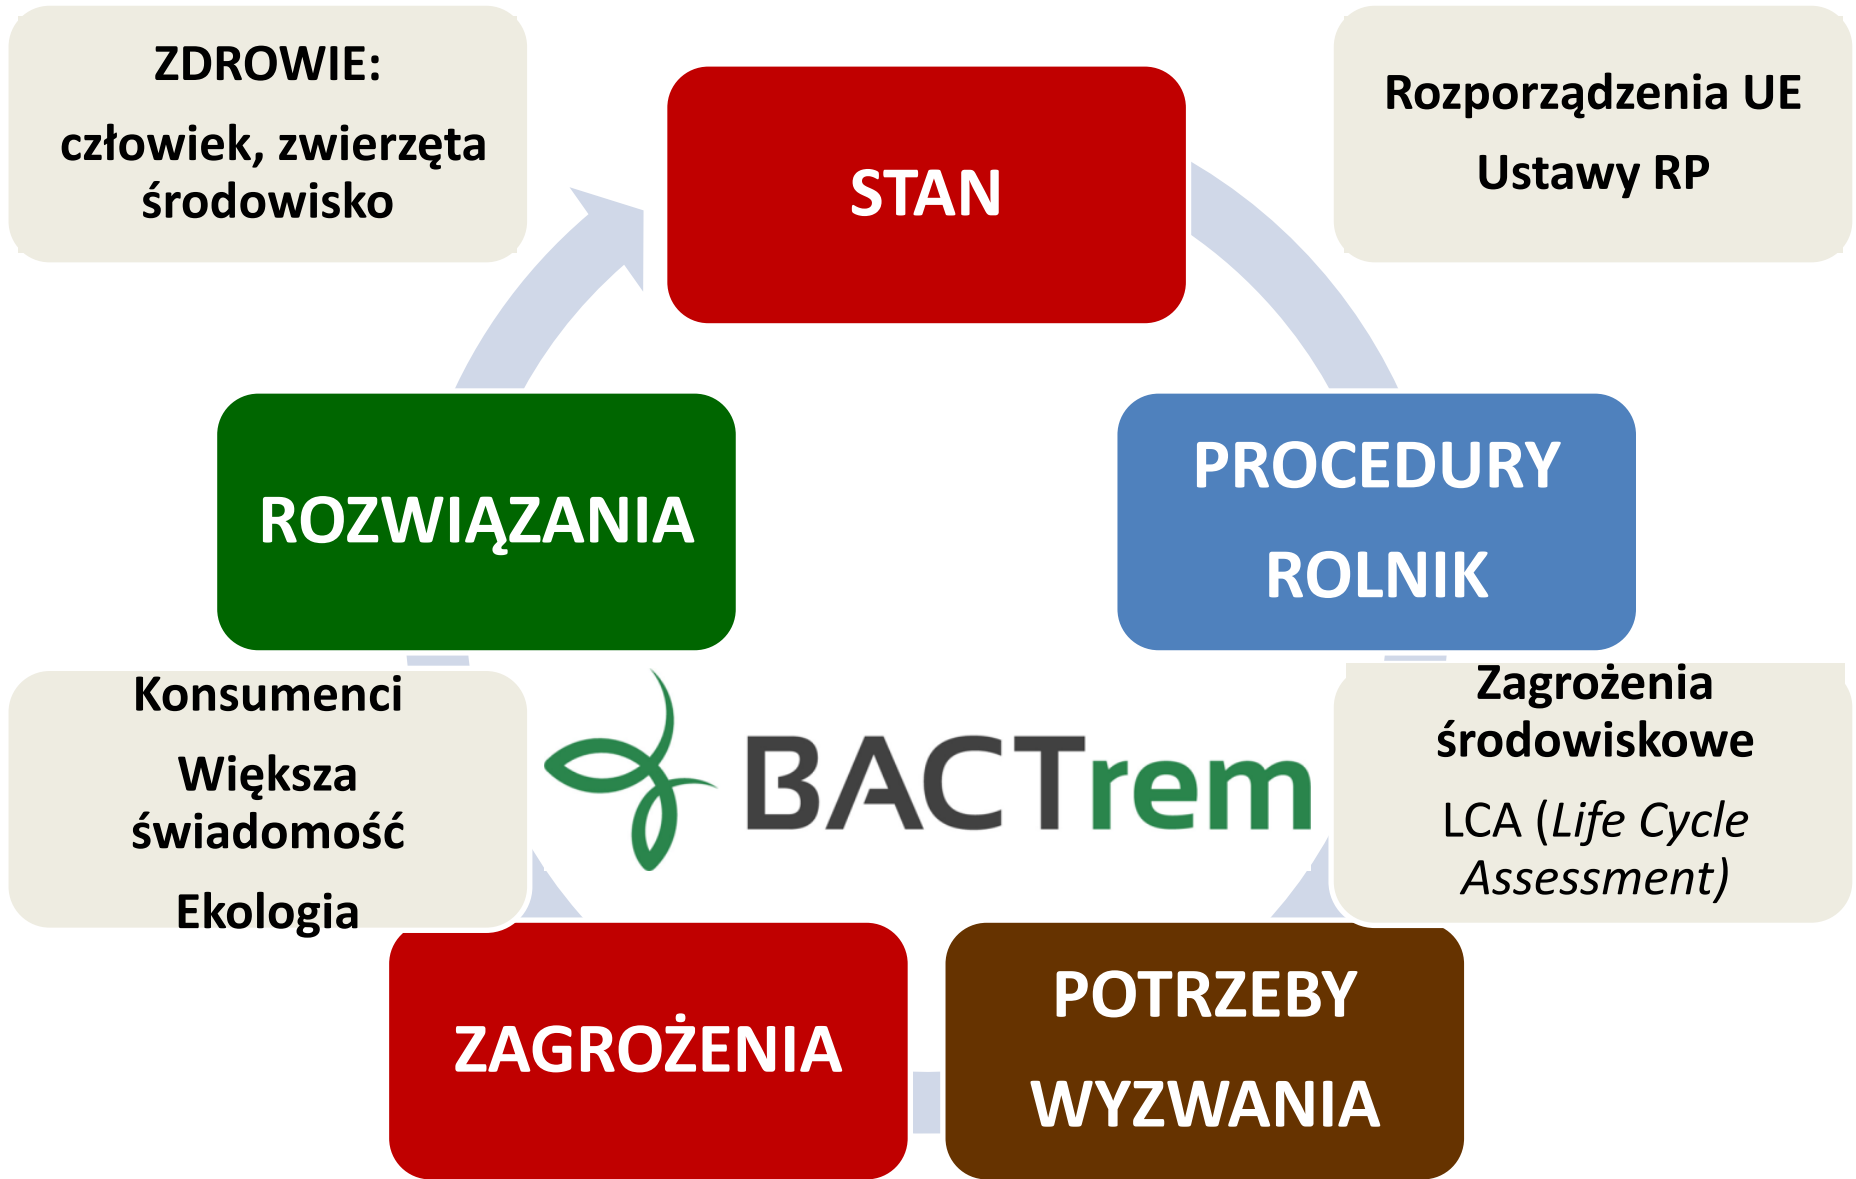 ZDROWIE:
człowiek, zwierzęta
środowisko
STAN
Rozporządzenia UE
Ustawy RP
ROZWIĄZANIA
PROCEDURY
ROLNIK
Konsumenci
Większa
świadomość
Ekologia
BACTrem
Zagrożenia
środowiskowe
LCA (Life Cycle
Assessment)
ZAGROŻENIA
POTRZEBY
WYZWANIA